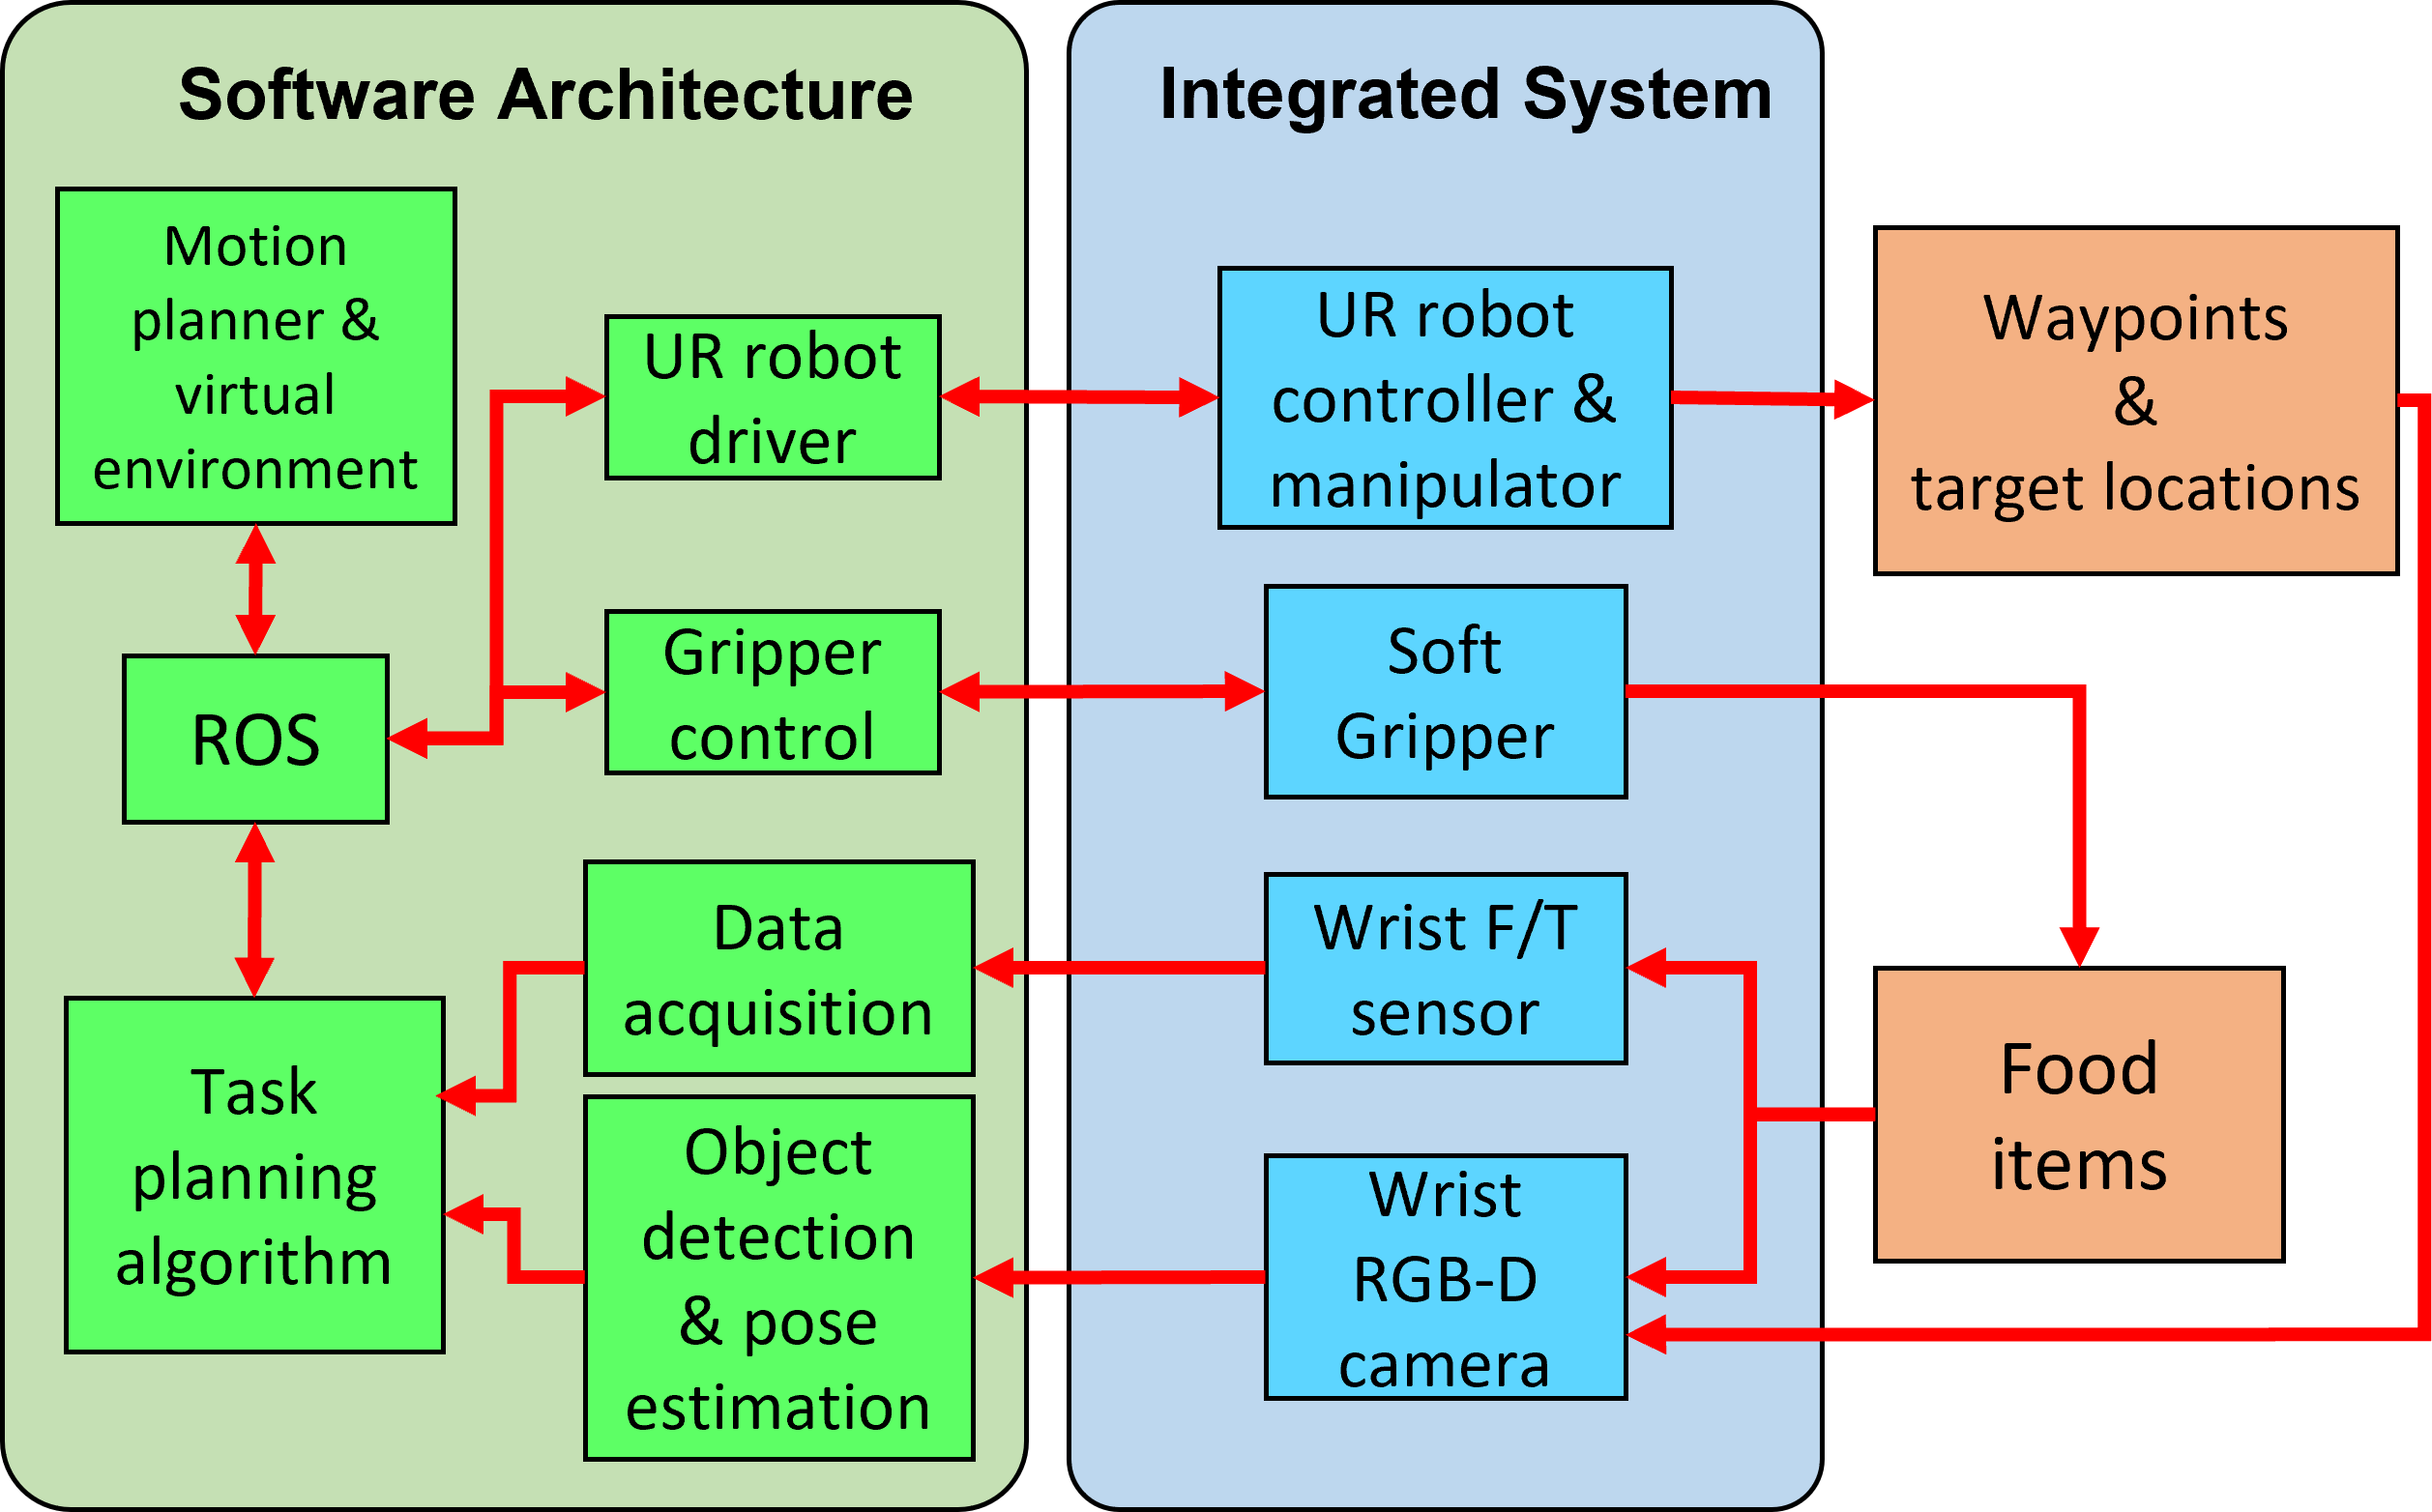 Software Architecture
Integrated System
Motion
planner &
virtual
environment
UR robot
driver
UR robot
controller &
manipulator
Waypoints
&
target locations
ROS
Gripper
control
Soft
Gripper
Data
acquisition
Wrist F/T
sensor
Food
items
Task
planning
algorithm
Object
detection
& pose
estimation
Wrist
RGB-D
camera